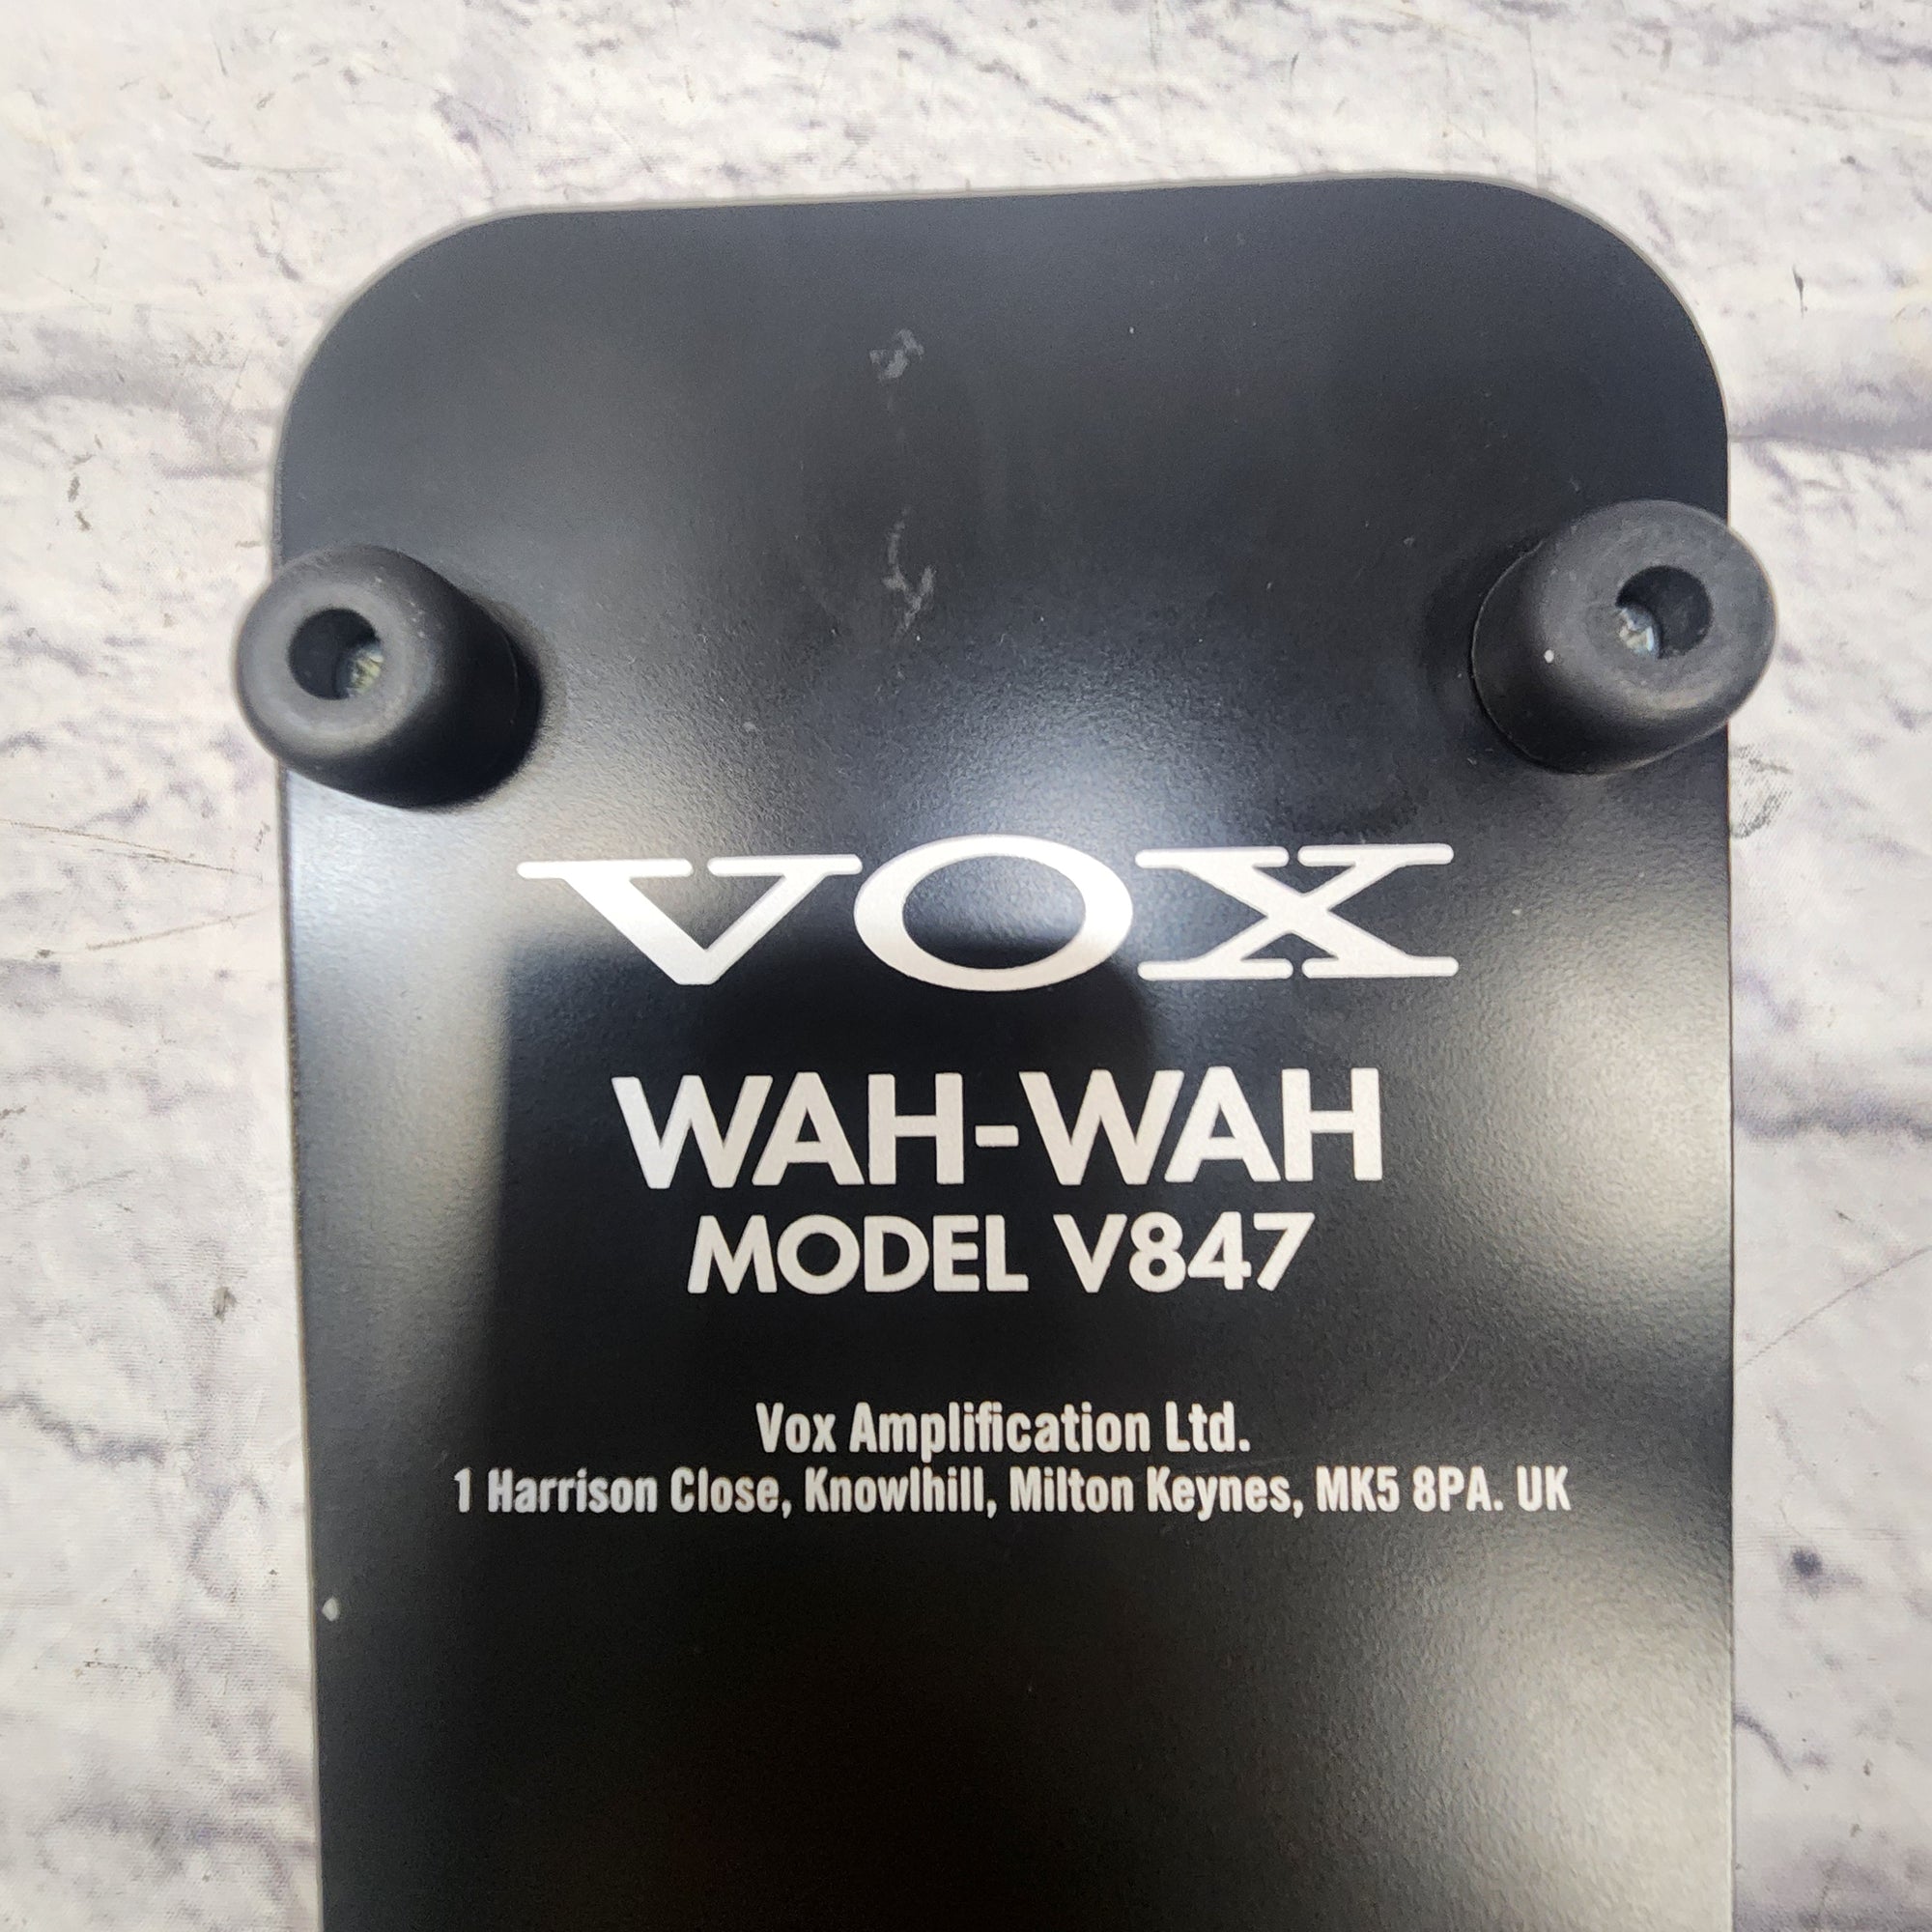 VOX
WAH-WAH
MODEL V847
Vox Amplification Ltd.
1 Harrison Close, Knowlhill, Milton Keynes, MK5 8PA. UK